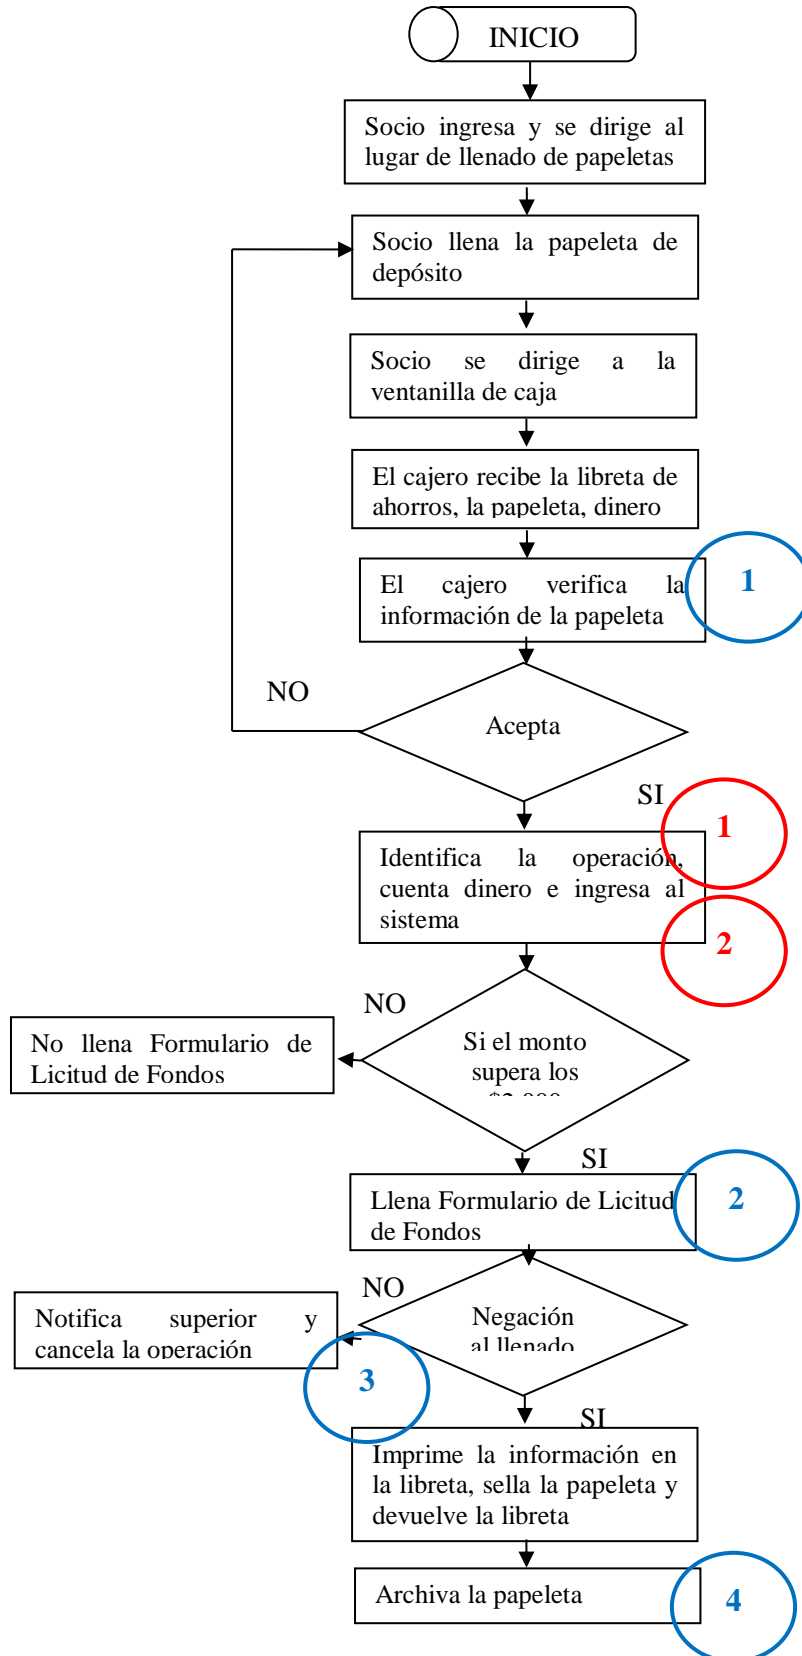 INICIO
Socio ingresa y se dirige al
lugar de llenado de papeletas
Socio llena la papeleta de
depósito
Socio se dirige a la
ventanilla de caja
El cajero recibe la libreta de
ahorros, la papeleta, dinero
El cajero verifica la
información de la papeleta
1
NO
Acepta
SI
1
Identifica la operación,
cuenta dinero e ingresa al
sistema
2
NO
No llena Formulario de
Licitud de Fondos
Si el monto
supera los
SI
Llena Formulario de Licitud
de Fondos
2
NO
Notifica superior y
cancela la operación
Negación
al llenado
3
SI
Imprime la información en
la libreta, sella la papeleta y
devuelve la libreta
Archiva la papeleta
4